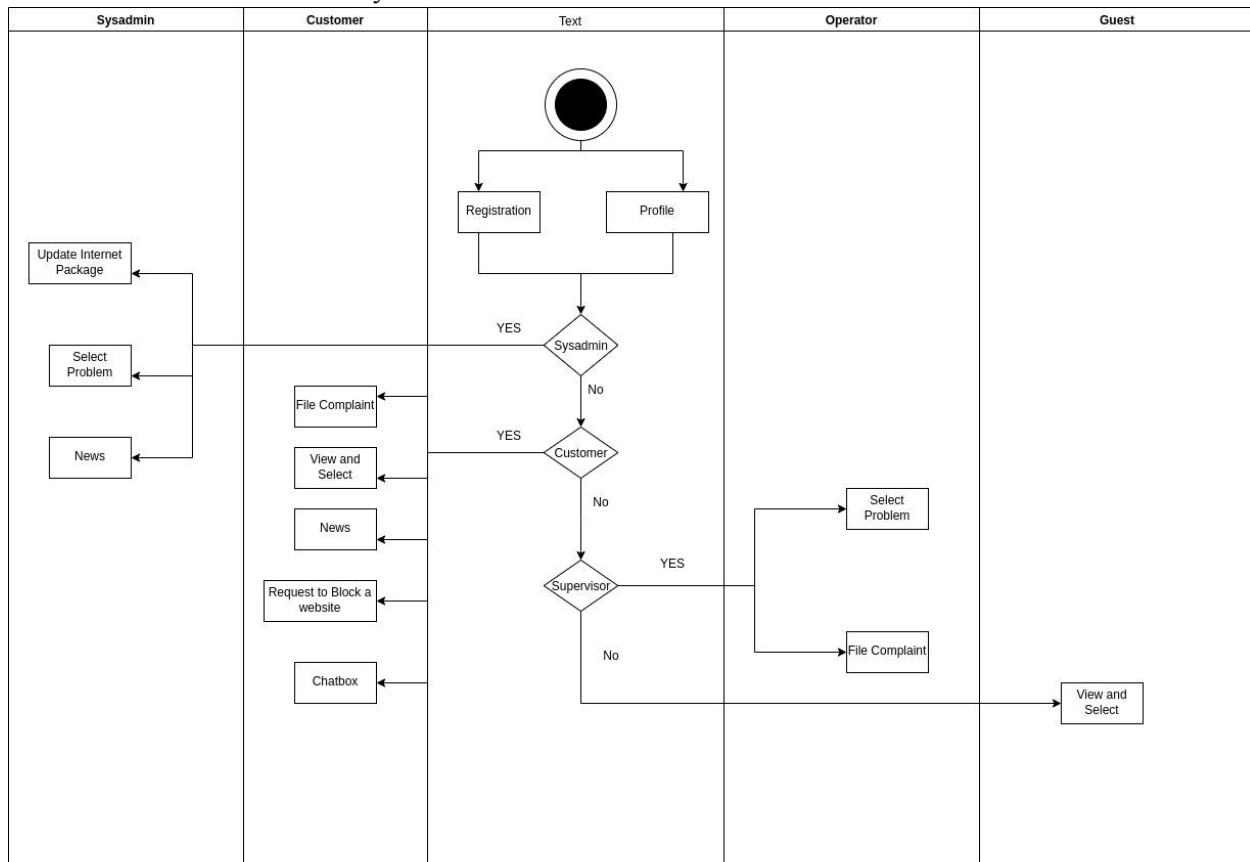 Sysadmin
Customer
Text
Operator
Guest
Registration
Profile
Update Internet
Package
YES
Sysadmin
Select
Problem
No
File Complaint
YES
Customer
News
View and
Select
No
Select
Problem
News
YES
Supervisor
Request to Block a
website
No
File Complaint
Chatbox
View and
Select